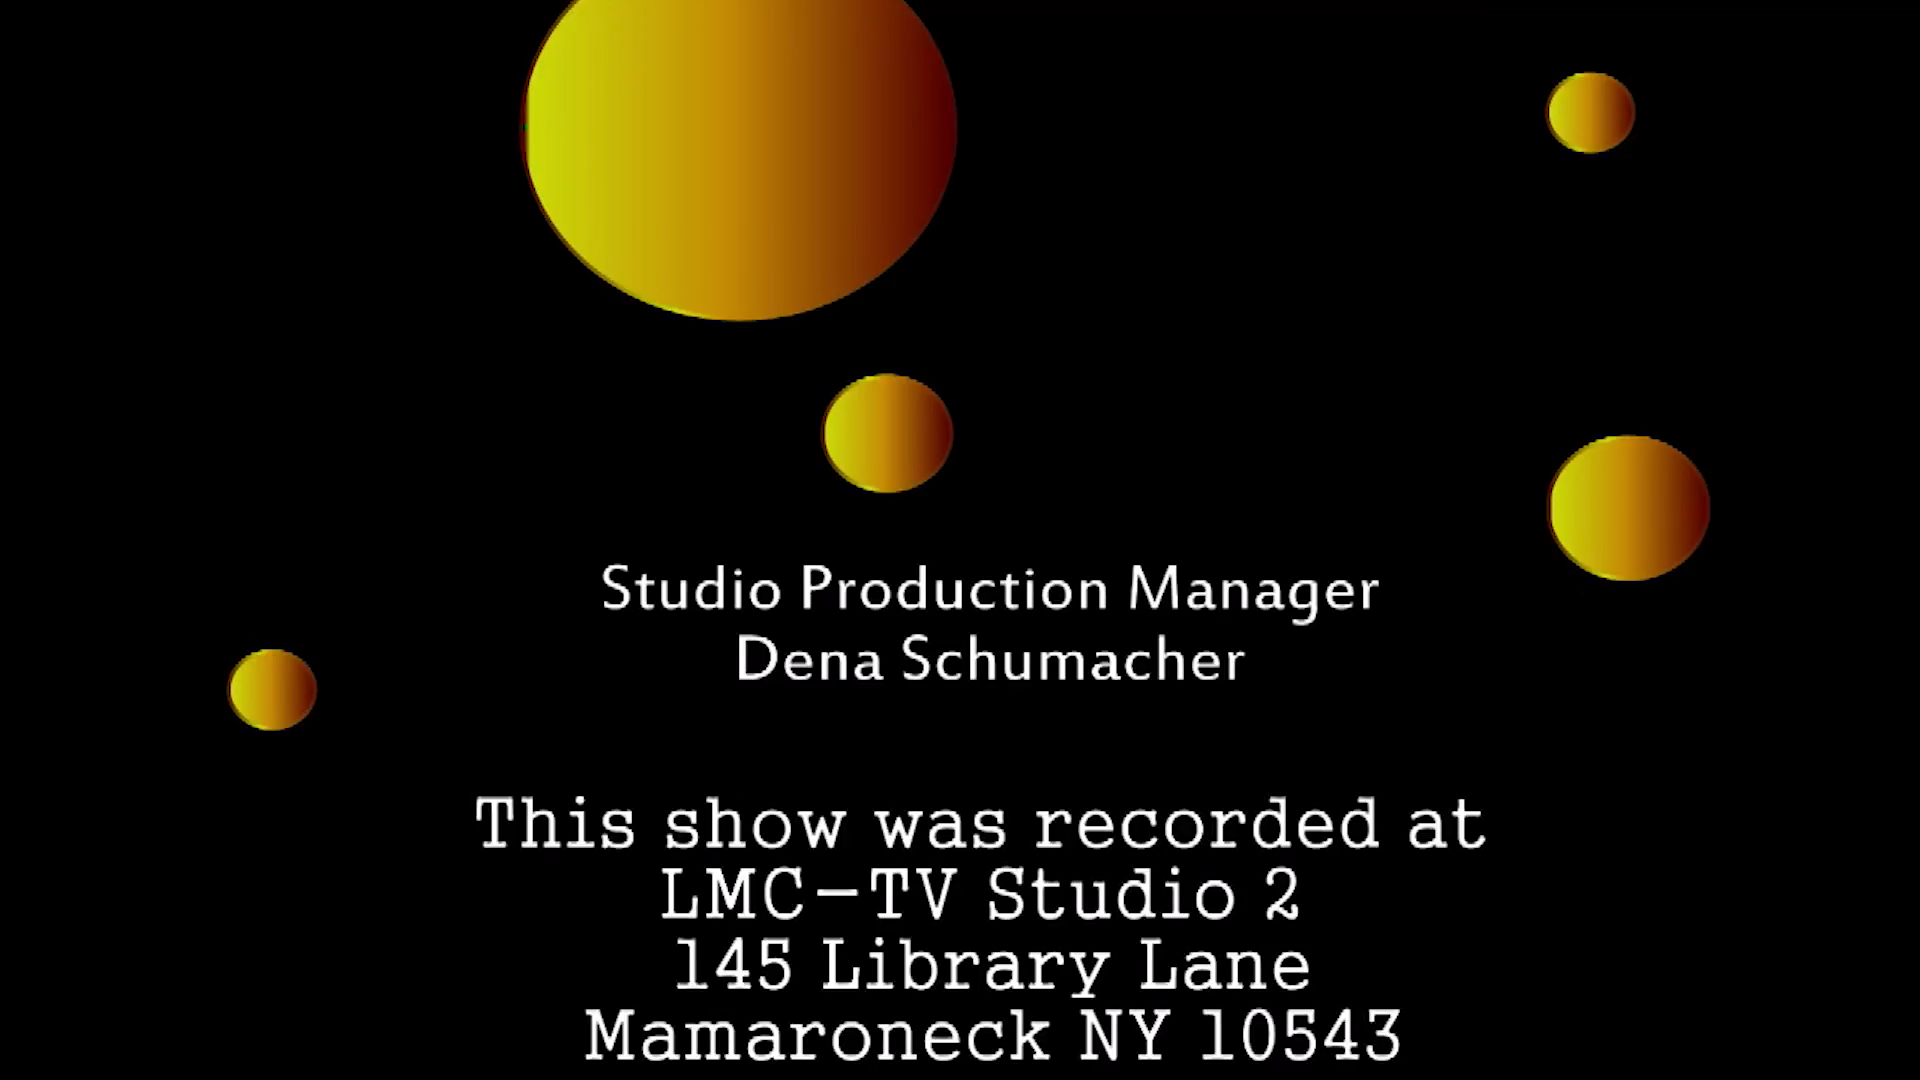 Studio Production Manager
Dena Schumacher
This show was recorded at
LMC-TV Studio 2
145 Library Lane
Mamaroneck NY 10543